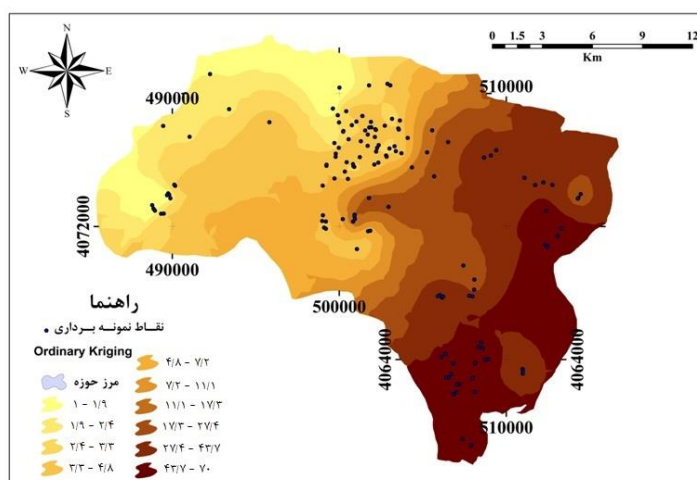 N
W E
S
0 1.5 3 6 9 12
Km
490000
510000
4072000
490000
500000
4064000
4064000
510000
راهنما
نقاط نمونه برداری
Ordinary Kriging
مرز حوزه
۱ - ۱/۹
۱/۹ - ۲/۴
۲/۴ - ۳/۳
۳/۳ - ۴/۸
۴/۸ - ۷/۲
۷/۲ - ۱۱/۱
۱۱/۱ - ۱۷/۳
۱۷/۳ - ۲۷/۴
۲۷/۴ - ۴۳/۷
۴۳/۷ - ۷۰